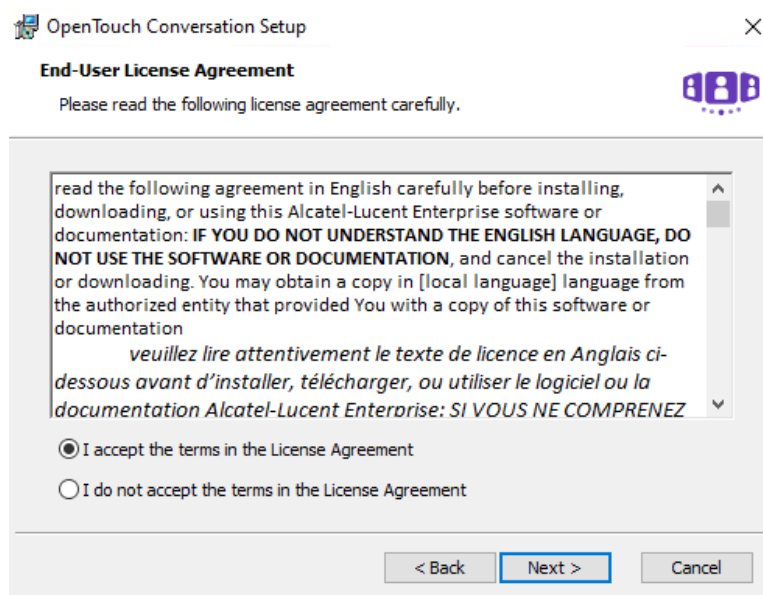 OpenTouch Conversation Setup
End-User License Agreement
Please read the following license agreement carefully.
read the following agreement in English carefully before installing,
downloading, or using this Alcatel-Lucent Enterprise software or
documentation: IF YOU DO NOT UNDERSTAND THE ENGLISH LANGUAGE, DO
NOT USE THE SOFTWARE OR DOCUMENTATION, and cancel the installation
or downloading. You may obtain a copy in [local language] language from
the authorized entity that provided You with a copy of this software or
documentation
veuillez lire attentivement le texte de licence en Anglais ci-
dessous avant d’installer, télécharger, ou utiliser le logiciel ou la
documentation Alcatel-Lucent Enterprise: SI VOUS NE COMPRENEZ
I accept the terms in the License Agreement
I do not accept the terms in the License Agreement
< Back Next > Cancel